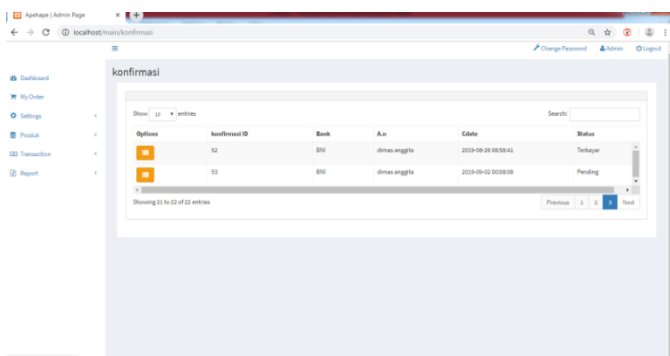 Apehape | Admin Page
localhost/main/konfirmasi
Change Password Admin Logout
Dashboard
My Order
Settings
Produk
Transaction
Report
konfirmasi
Show 10 entries Search:
Options konfirmasi ID Bank A.n Cdate Status
52 BNI dimas anggita 2019-08-28 08:58:41 Terbayar
53 BNI dimas anggita 2019-09-02 00:08:08 Pending
Showing 21 to 22 of 22 entries
Previous 1 2 3 Next